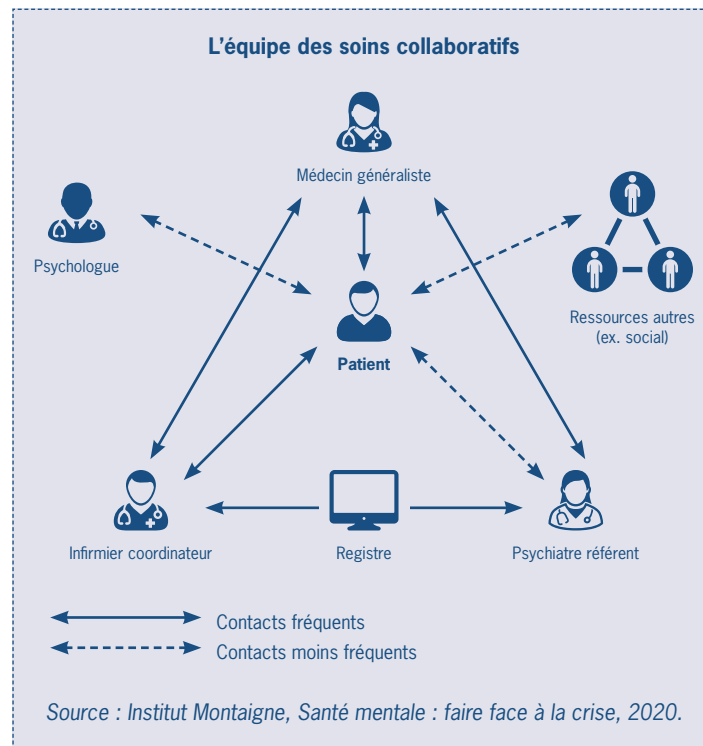 L'équipe des soins collaboratifs
Médecin généraliste
Psychologue
Ressources autres
(ex. social)
Patient
Infirmier coordinateur
Registre
Psychiatre référent
Contacts fréquents
Contacts moins fréquents
Source : Institut Montaigne, Santé mentale : faire face à la crise, 2020.